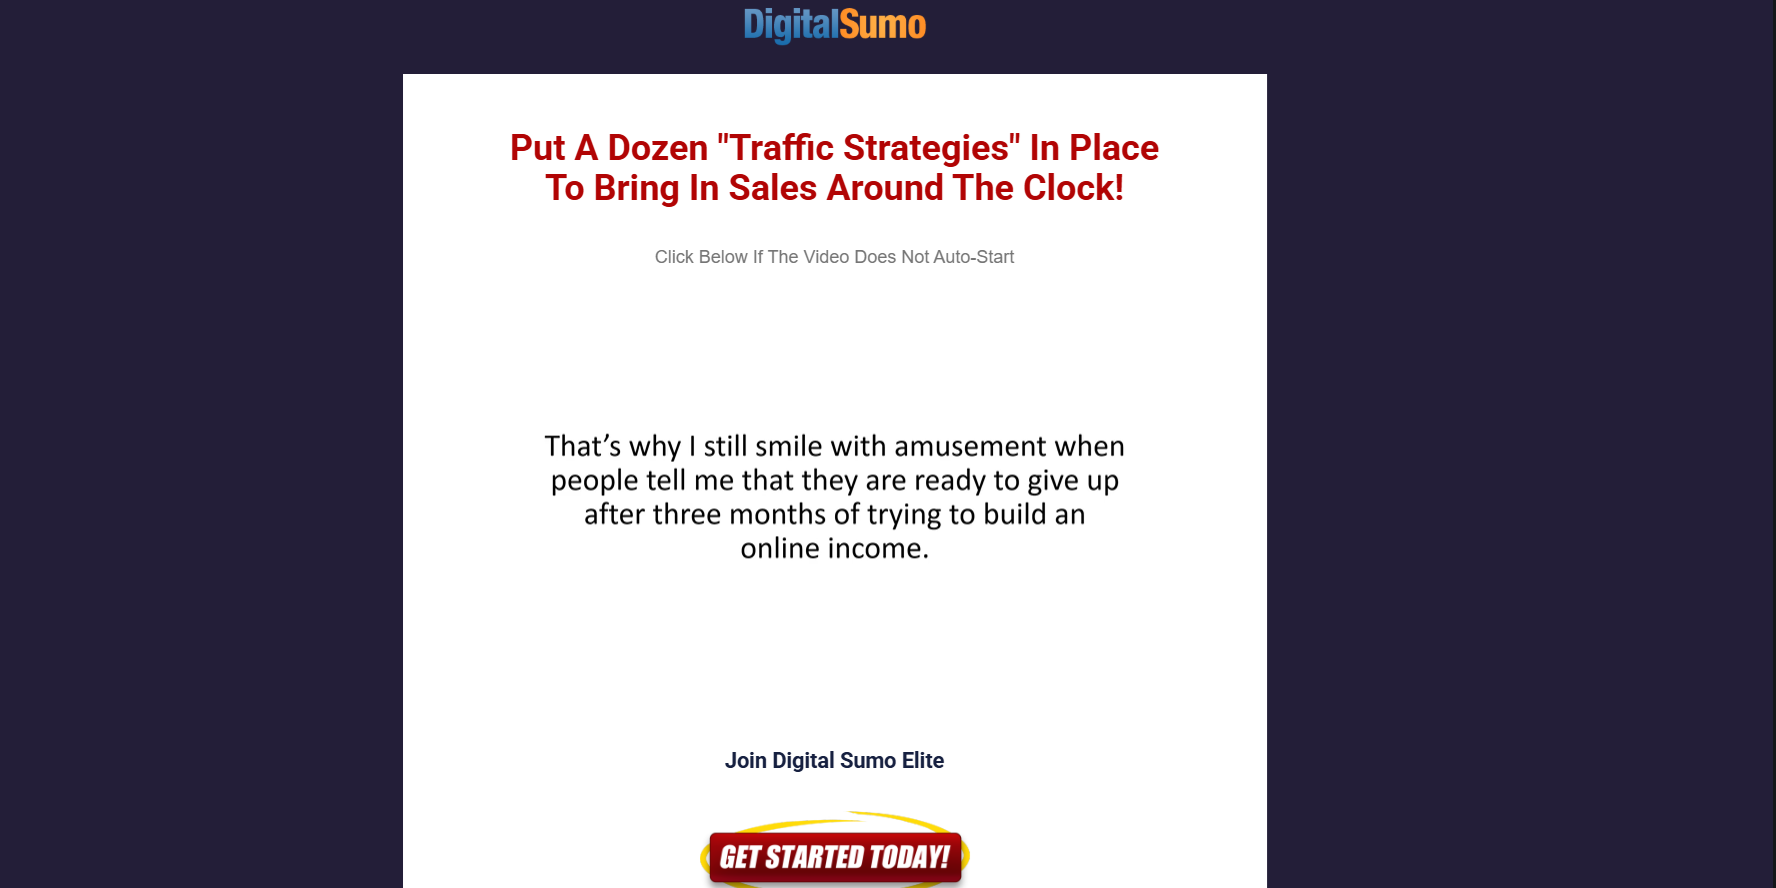 DigitalSumo
Put A Dozen "Traffic Strategies" In Place
To Bring In Sales Around The Clock!
Click Below If The Video Does Not Auto-Start
That’s why I still smile with amusement when
people tell me that they are ready to give up
after three months of trying to build an
online income.
Join Digital Sumo Elite
GET STARTED TODAY!